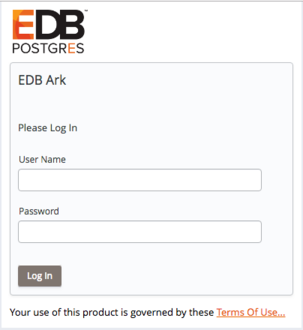 EDB™
POSTGRES
EDB Ark
Please Log In
User Name
Password
Log In
Your use of this product is governed by these Terms Of Use...